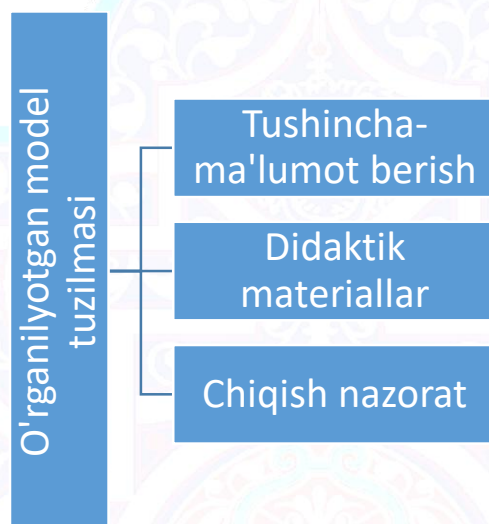 O'rganilyotgan model
tuzilmasi
Tushincha-
ma'lumot berish
Didaktik
materiallar
Chiqish nazorat